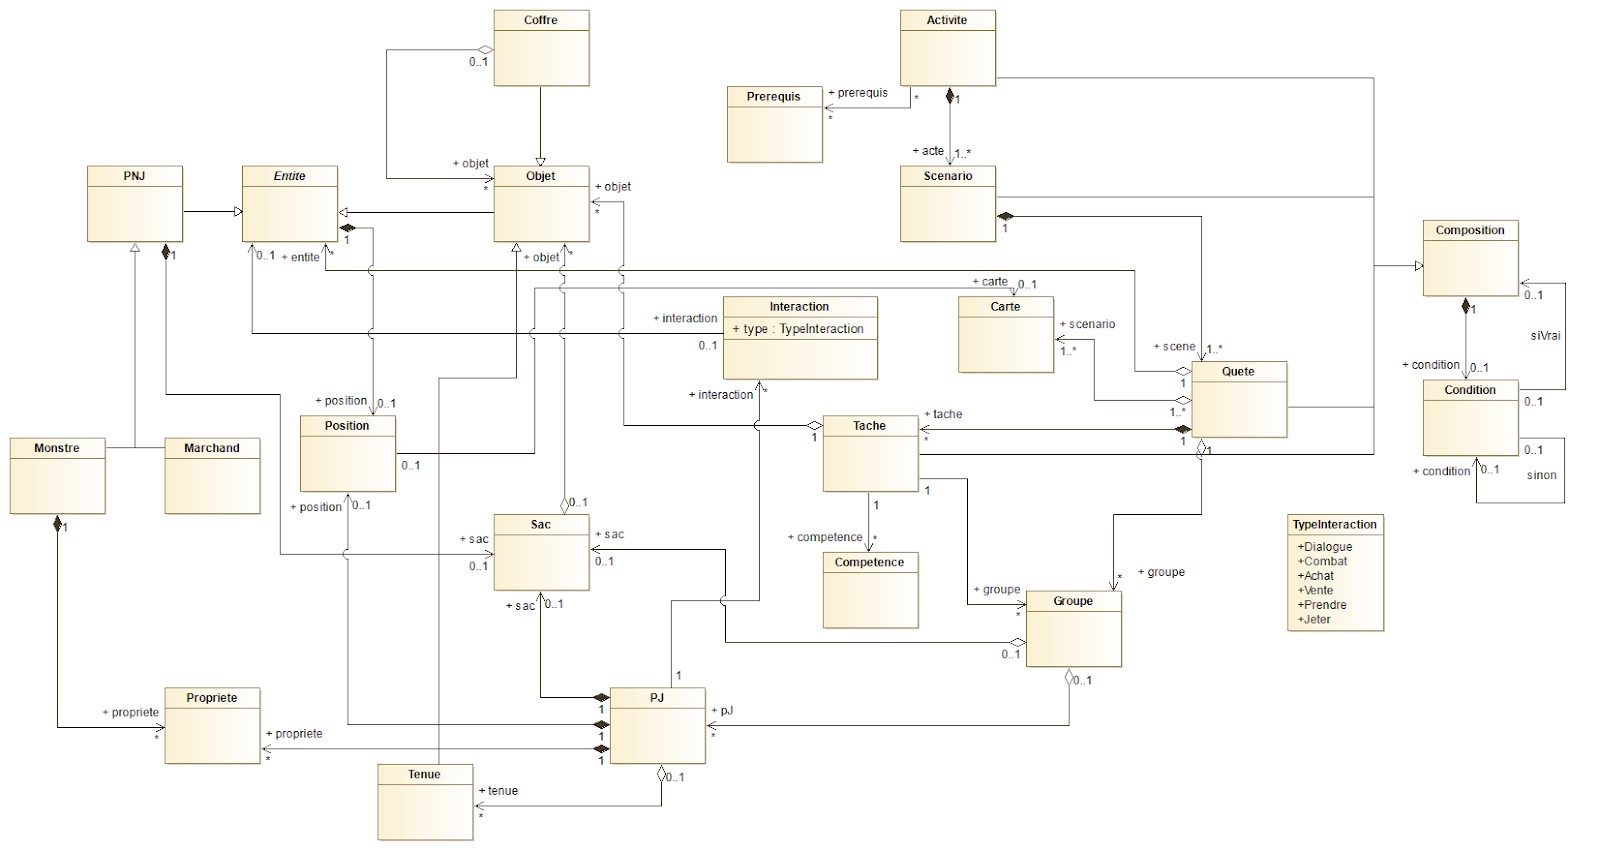 Coffre
Activite
0..1
Prerequis
+ prerequis
*
*
1
+ acte
1..*
PNJ
Entite
+ objet
*
Objet
+ objet
*
Scenario
1
1
1
0..1
+ entite
*
+ objet
*
Composition
0..1
1
siVrai
+ carte
0..1
Interaction
+ type : TypeInteraction
+ interaction
0..1
Carte
+ scenario
1..*
+ scene
1..*
Quete
1
1..*
1
1
+ condition
0..1
Condition
0..1
0..1
sinon
+ condition
0..1
+ interaction
*
+ position
0..1
Position
0..1
+ position
0..1
Tache
1
+ tache
*
1
1
Monstre
Marchand
1
0..1
Sac
+ sac
0..1
+ sac
0..1
+ sac
0..1
+ competence
*
Competence
+ groupe
*
+ groupe
*
Groupe
0..1
0..1
TypeInteraction
+Dialogue
+Combat
+Achat
+Vente
+Prendre
+Jeter
1
PJ
1
1
1
+ pJ
*
0..1
Propriete
+ propriete
*
+ propriete
*
Tenue
+ tenue
*